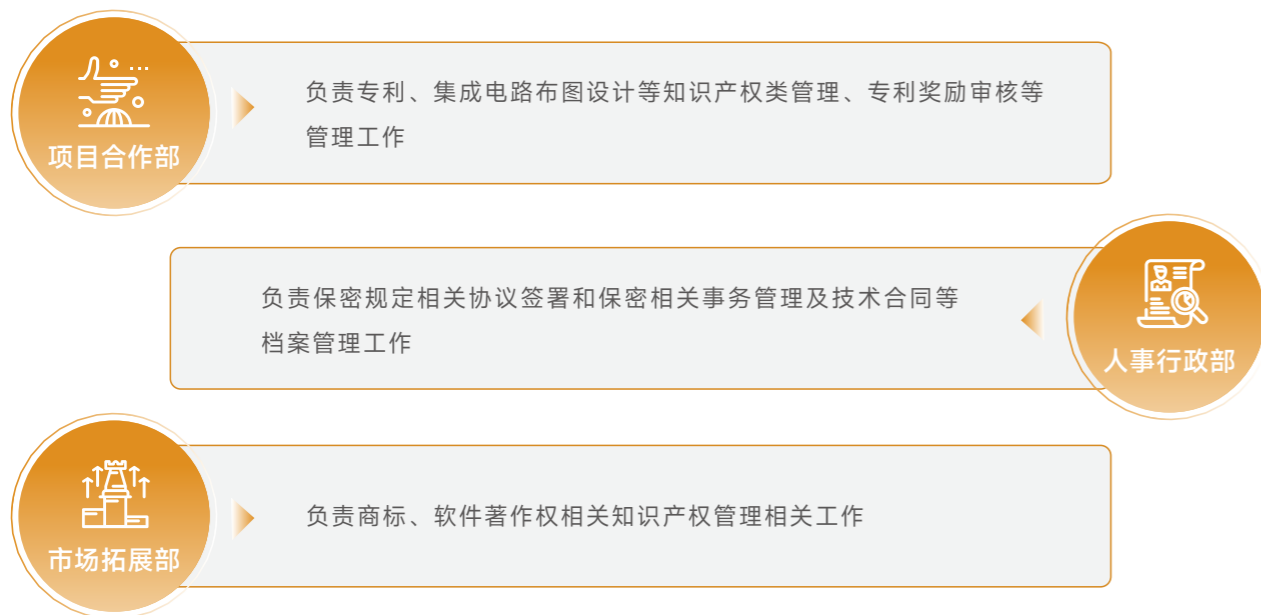 项目合作部
负责专利、集成电路布图设计等知识产权类管理、专利奖励审核等
管理工作
负责保密规定相关协议签署和保密相关事务管理及技术合同等
档案管理工作
人事行政部
市场拓展部
负责商标、软件著作权相关知识产权管理相关工作